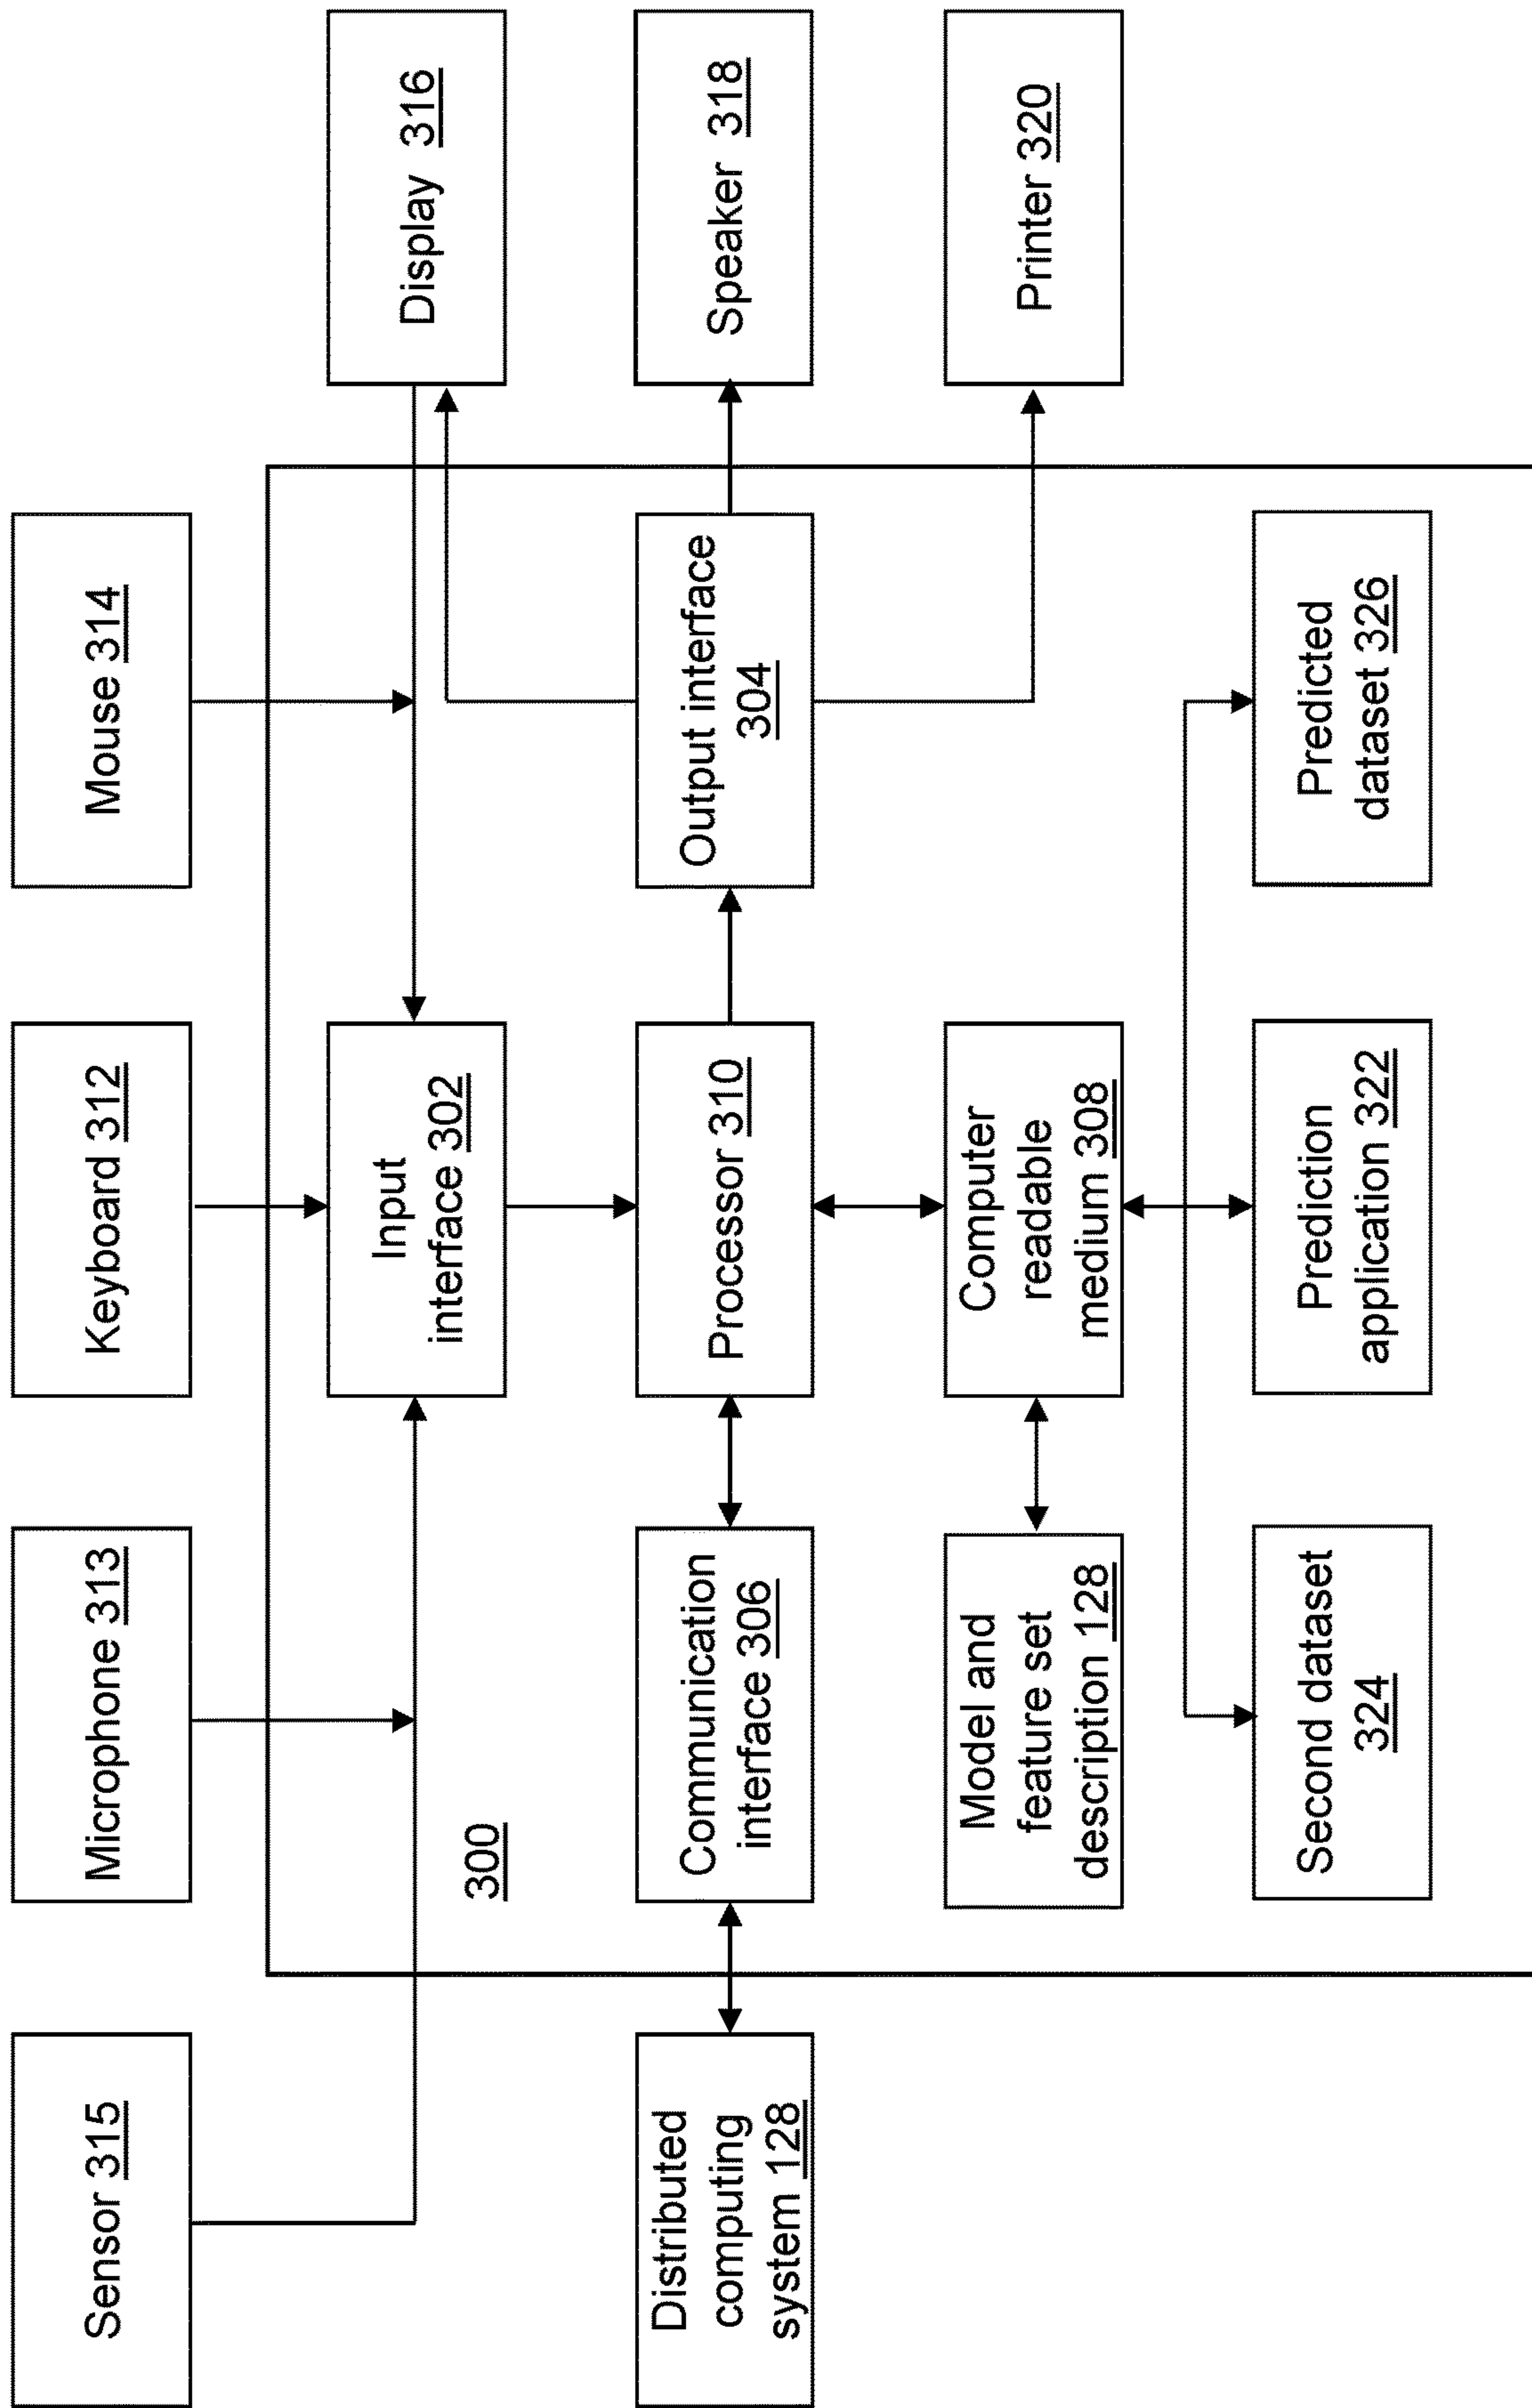 Sensor 315
Microphone 313
Keyboard 312
Mouse 314
300
Input
interface 302
Display 316
Distributed
computing
system 128
Communication
interface 306
Processor 310
Output interface
304
Speaker 318
Model and
feature set
description 128
Computer
readable
medium 308
Printer 320
Second dataset
324
Prediction
application 322
Predicted
dataset 326